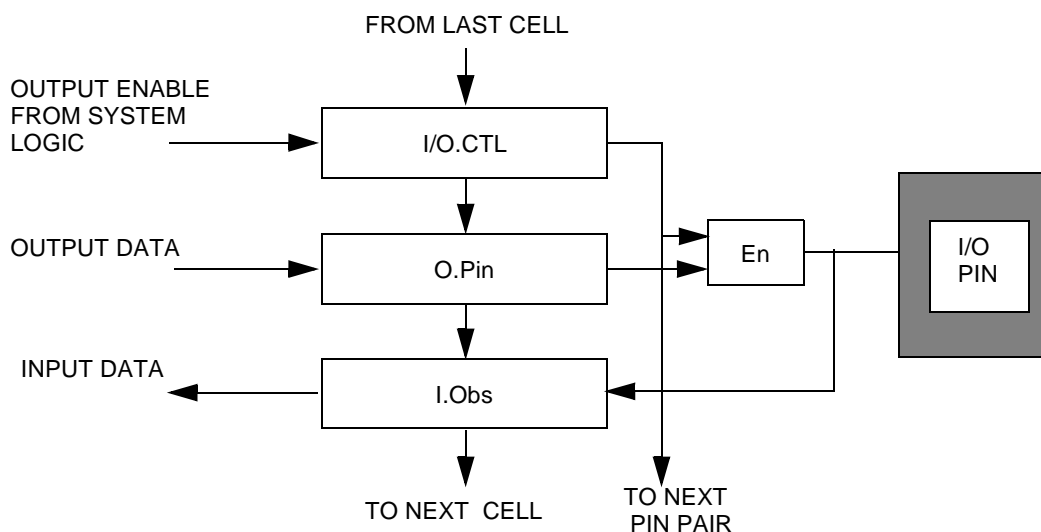 FROM LAST CELL
OUTPUT ENABLE
FROM SYSTEM
LOGIC
I/O.CTL
OUTPUT DATA
O.Pin
En
I/O
PIN
INPUT DATA
I.Obs
TO NEXT CELL
TO NEXT
PIN PAIR